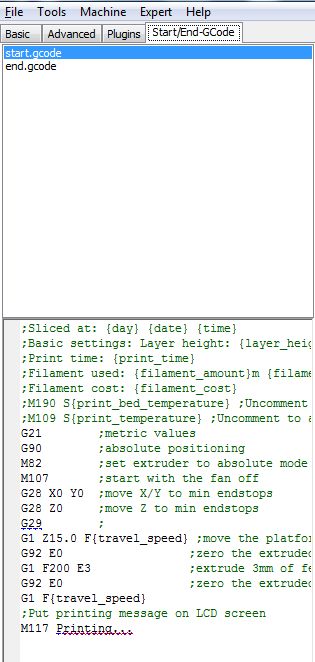 File Tools Machine Expert Help
Basic Advanced Plugins Start/End-GCode
start.gcode
end.gcode
;Sliced at: {day} {date} {time}
;Basic settings: Layer height: {layer_heig
;Print time: {print_time}
;Filament used: {filament_amount}m {filame
;Filament cost: {filament_cost}
;M190 S{print_bed_temperature} ;Uncomment
;M109 S{print_temperature} ;Uncomment to a
G21 ;metric values
G90 ;absolute positioning
M82 ;set extruder to absolute mode
M107 ;start with the fan off
G28 X0 Y0 ;move X/Y to min endstops
G28 Z0 ;move Z to min endstops
G29 ;
G1 Z15.0 F{travel_speed} ;move the platfor
G92 E0 ;zero the extruded
G1 F200 E3 ;extrude 3mm of fe
G92 E0 ;zero the extruded
G1 F{travel_speed}
;Put printing message on LCD screen
M117 Printing...